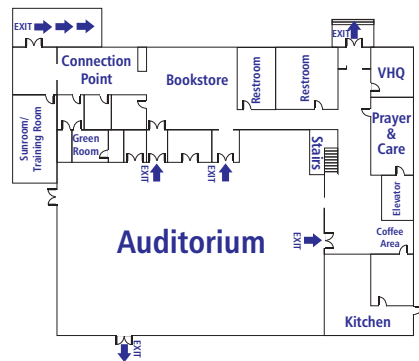 EXIT
EXIT
Connection
Point
Bookstore
Restroom
Restroom
VHQ
Prayer
& Care
Sunroom/
Training Room
Green
Room
Stairs
EXIT
EXIT
Elevator
Auditorium
EXIT
Coffee
Area
Kitchen
EXIT